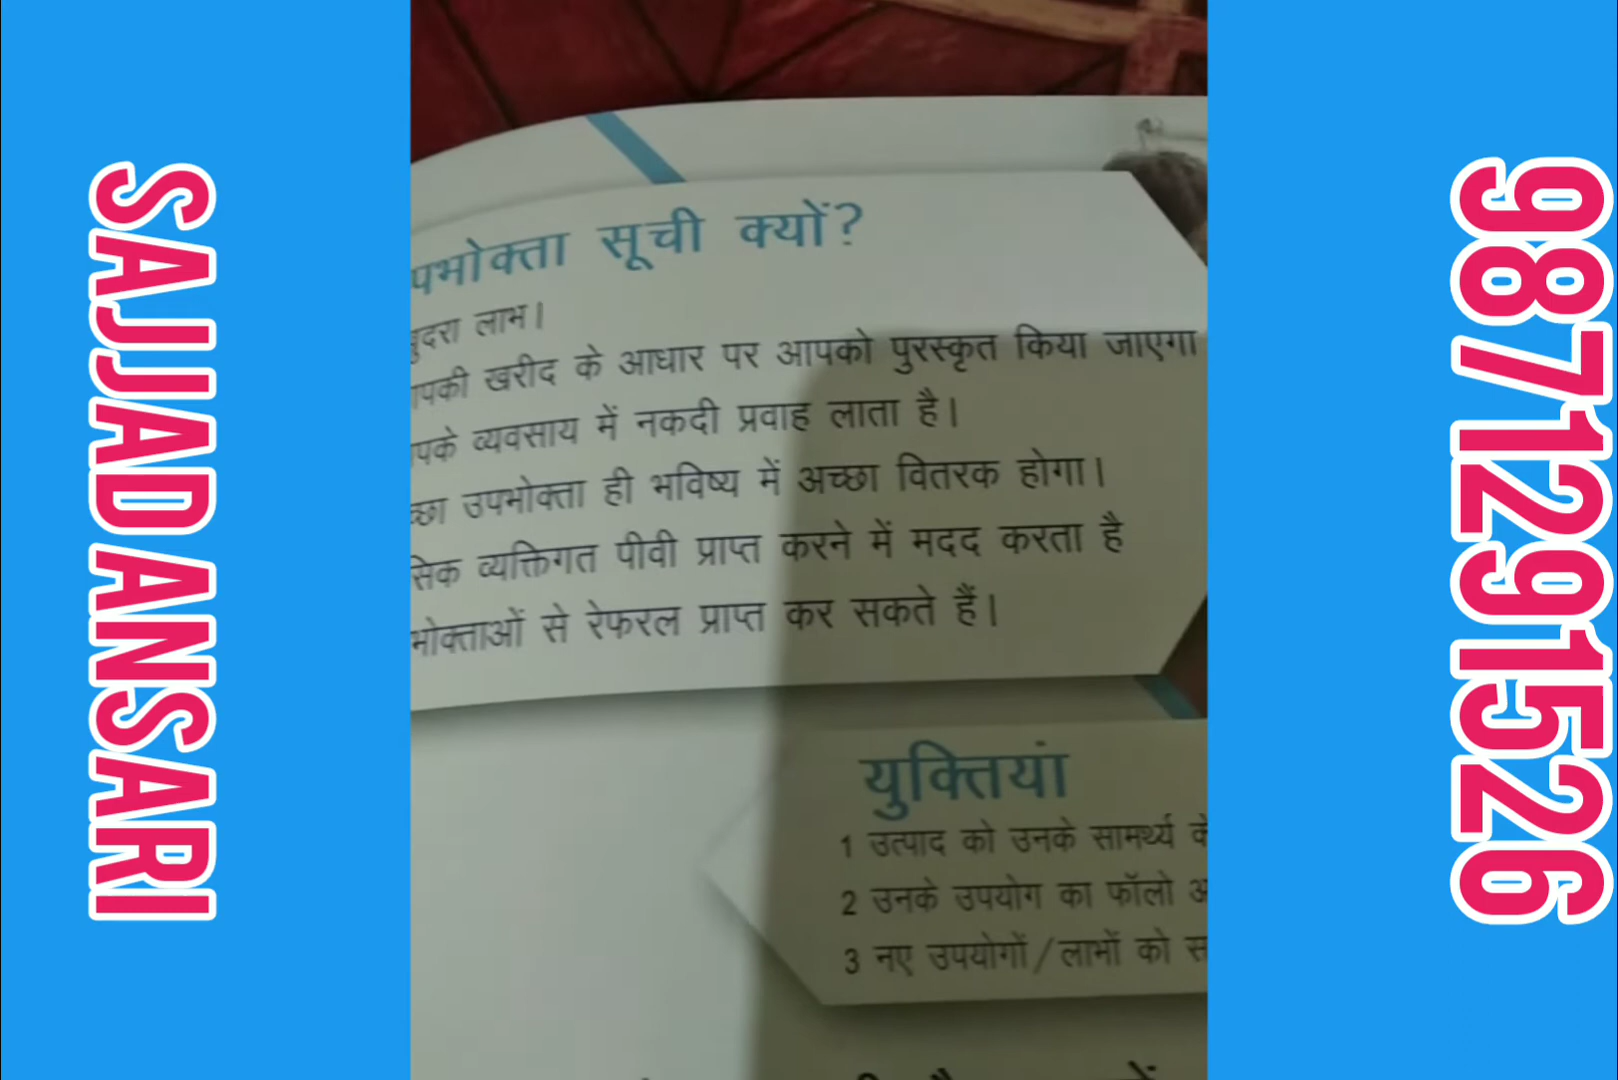 SAJJAD ANSARI
पभोक्ता सूची क्यों?
लाभ।
पकी खरीद के आधार पर आपको पुरस्कृत किया जाएगा
पके व्यवसाय में नकदी प्रवाह लाता है।
उपभोक्ता ही भविष्य में अच्छा वितरक होगा।
सिक व्यक्तिगत पीवी प्राप्त करने में मदद करता है
भोक्ताओं से रेफरल प्राप्त कर सकते हैं।
युक्तियां
1 उत्पाद को उनके सामर्थ्य के
2 उनके उपयोग का फॉलो
3 नए उपयोगों/लाभों को
9871291526